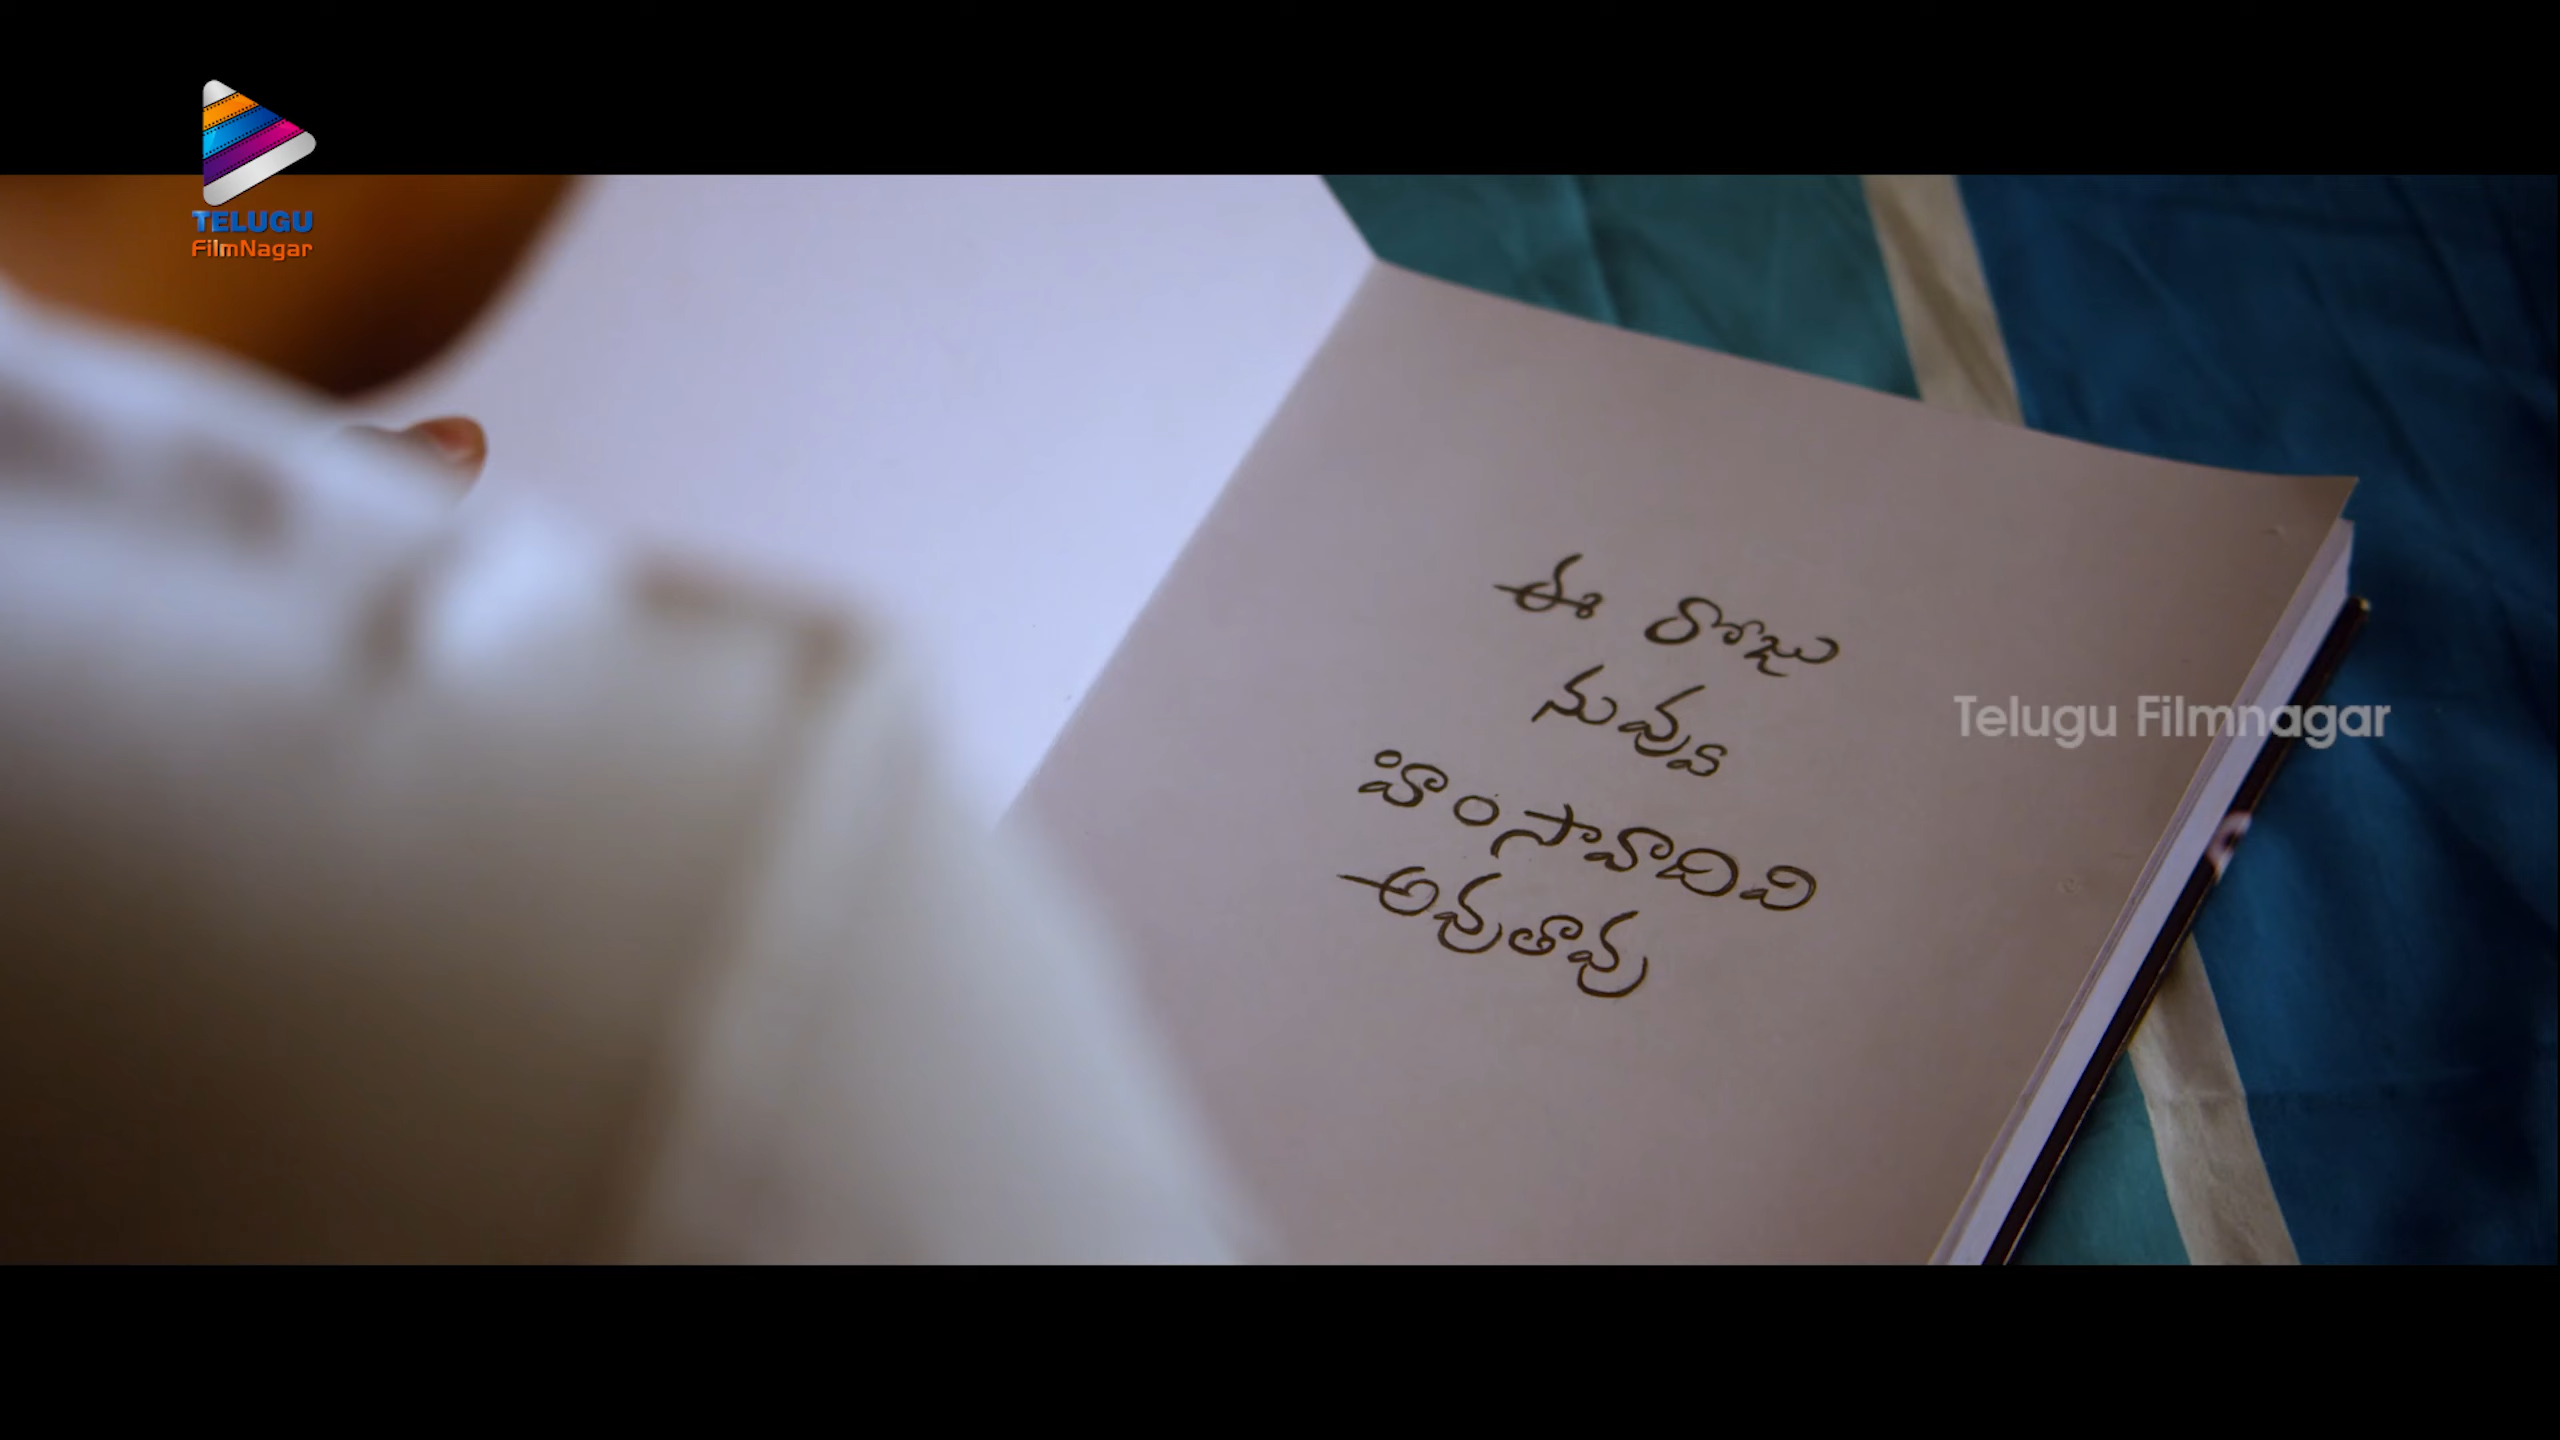 TELUGU
FilmNagar
ఈ రోజు
నువ్వు
హింసావాదివి
అవుతావు
Telugu Filmnagar